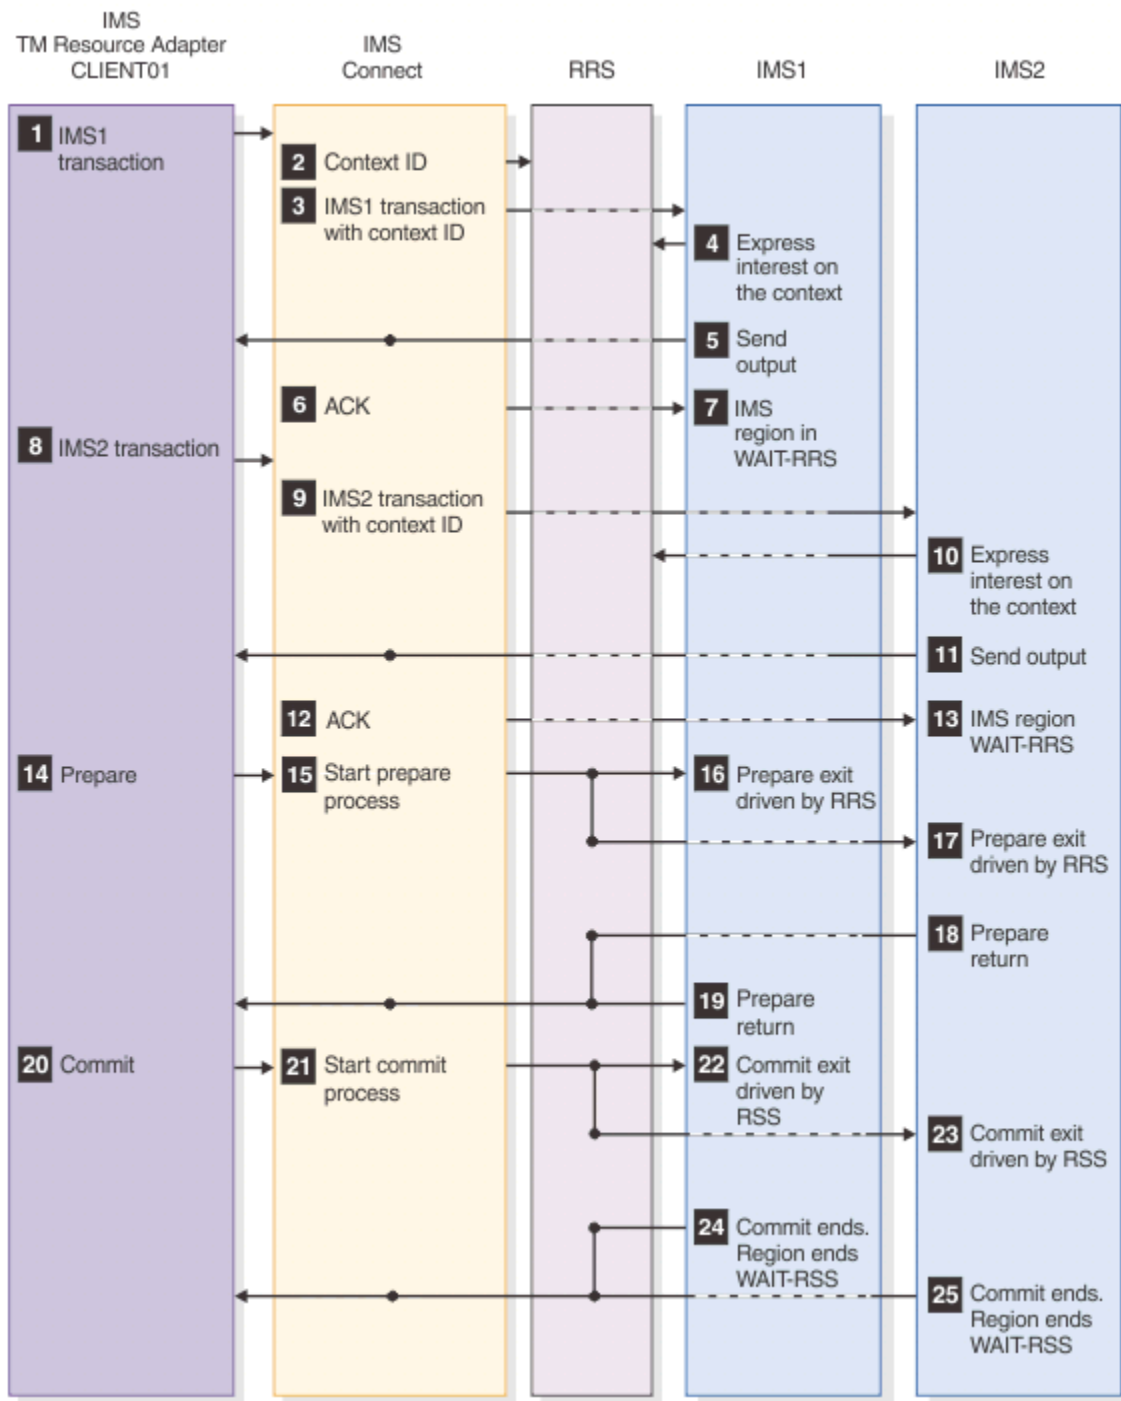 IMS
TM Resource Adapter
CLIENT01
IMS
Connect
RRS
IMS1
IMS2
1 IMS1
transaction
2 Context ID
3 IMS1 transaction
with context ID
4 Express
interest on
the context
5 Send
output
6 ACK
7 IMS
region in
WAIT-RRS
8 IMS2 transaction
9 IMS2 transaction
with context ID
10 Express
interest on
the context
11 Send output
12 ACK
13 IMS region
WAIT-RRS
14 Prepare
15 Start prepare
process
16 Prepare exit
driven by RRS
17 Prepare exit
driven by RRS
18 Prepare
return
19 Prepare
return
20 Commit
21 Start commit
process
22 Commit exit
driven by
RSS
23 Commit exit
driven by RSS
24 Commit ends.
Region ends
WAIT-RSS
25 Commit ends.
Region ends
WAIT-RSS